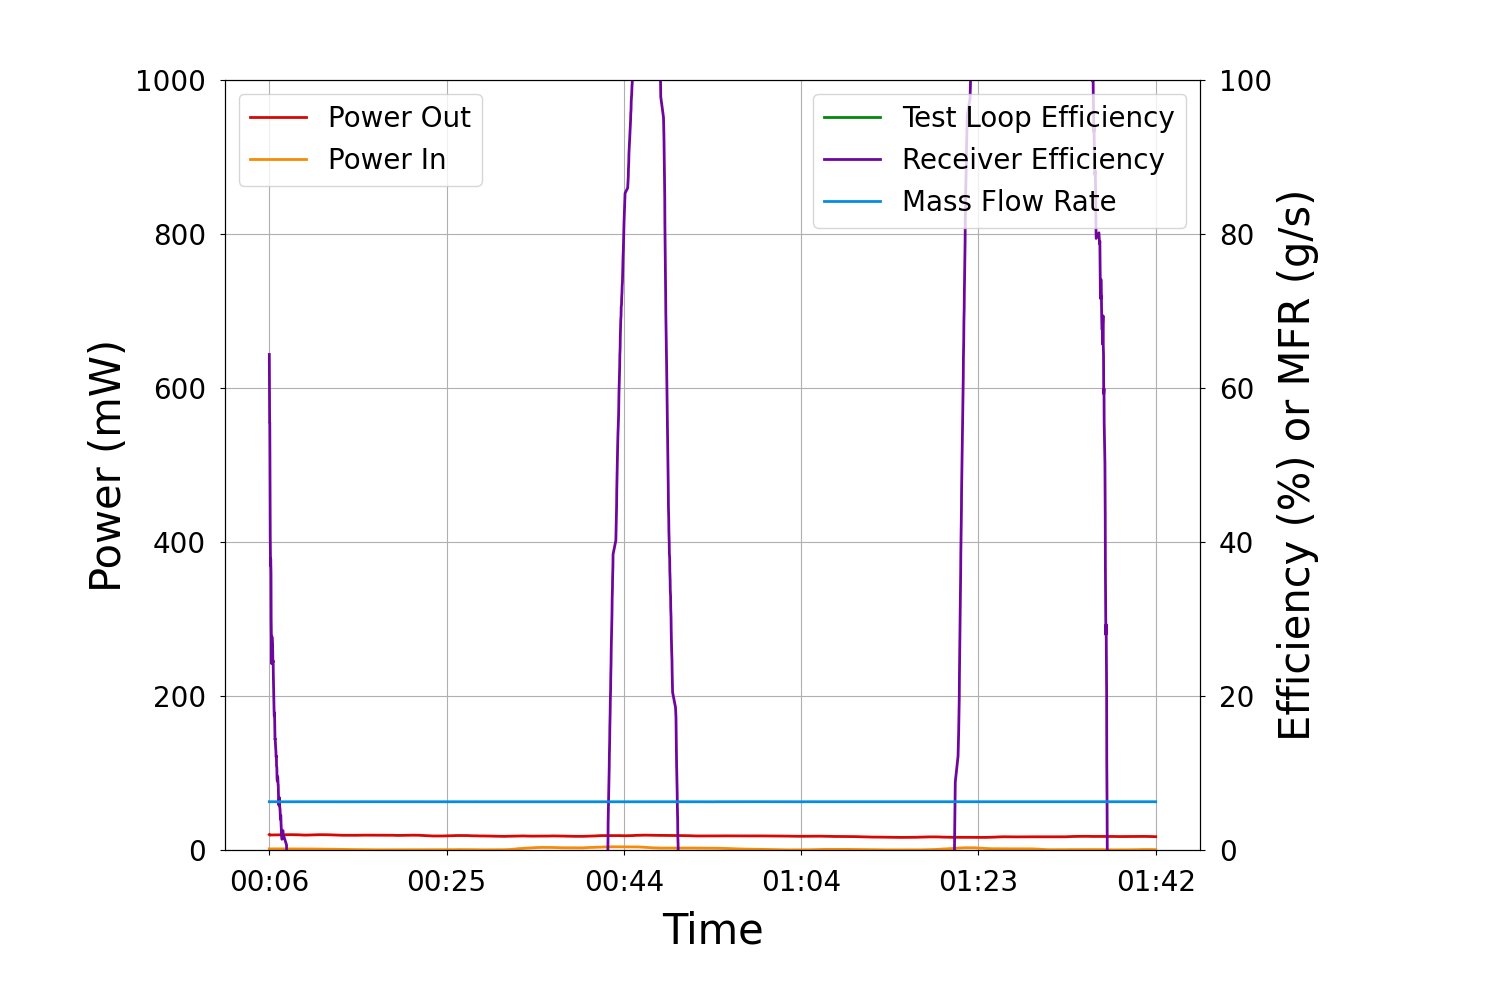 1000
800
600
400
200
0
Power (mW)
Power Out
Power In
Test Loop Efficiency
Receiver Efficiency
Mass Flow Rate
100
80
60
40
20
0
Efficiency (%) or MFR (g/s)
00:06 00:25 00:44 01:04 01:23 01:42
Time